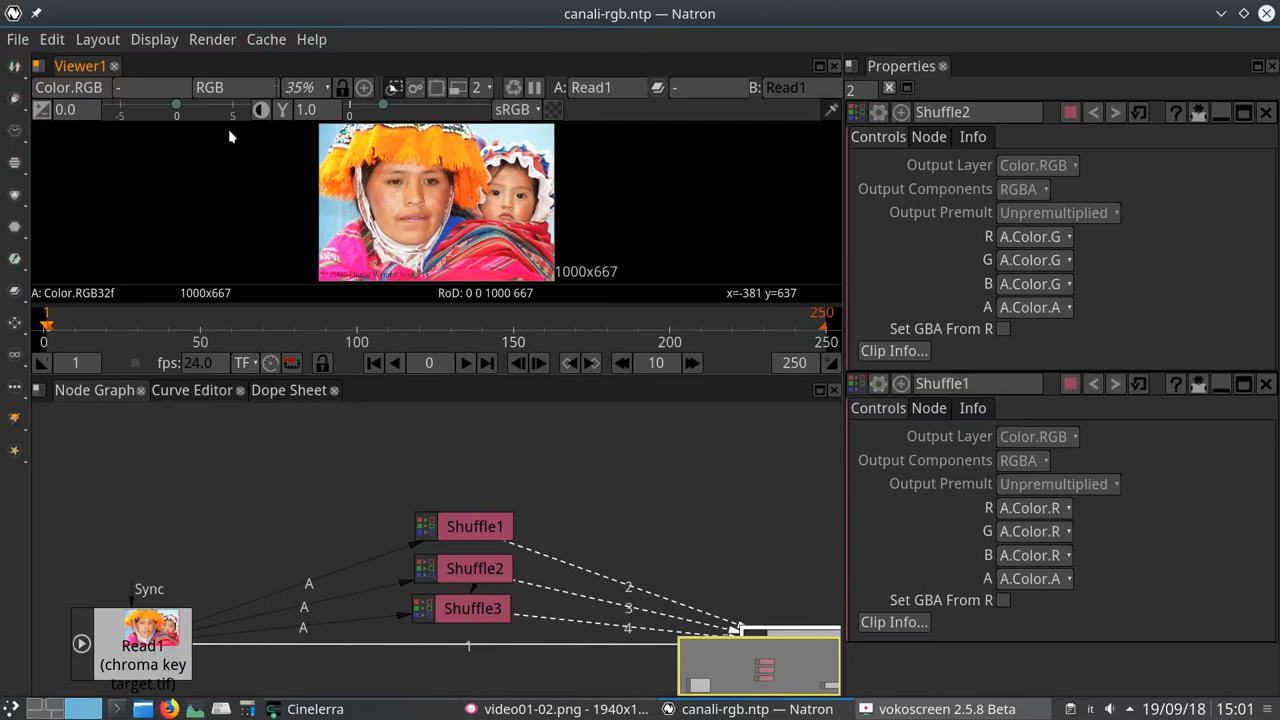 canali-rgb.ntp — Natron
File Edit Layout Display Render Cache Help
Viewer1
Color.RGB - RGB 35% 2 A: Read1 - B: Read1
0.0 -5 0 5 Y 1.0 0 sRGB
© 2005 Diane Wright Imagery
1000x667
A: Color.RGB32f 1000x667 RoD: 0 0 1000 667 x=-381 y=637
1 250
0 50 100 150 200 250
1 fps: 24.0 TF 0 10 250
Node Graph Curve Editor Dope Sheet
Shuffle1
Shuffle2
Shuffle3
A
A
A
2
3
4
1
Sync
Read1
(chroma key
target.tif)
Properties
2
Shuffle2
Controls Node Info
Output Layer Color.RGB
Output Components RGBA
Output Premult Unpremultiplied
R A.Color.G
G A.Color.G
B A.Color.G
A A.Color.A
Set GBA From R
Clip Info...
Shuffle1
Controls Node Info
Output Layer Color.RGB
Output Components RGBA
Output Premult Unpremultiplied
R A.Color.R
G A.Color.R
B A.Color.R
A A.Color.A
Set GBA From R
Clip Info...
Cinelerra video01-02.png - 1940x1... canali-rgb.ntp — Natron vokoscreen 2.5.8 Beta it 19/09/18 15:01